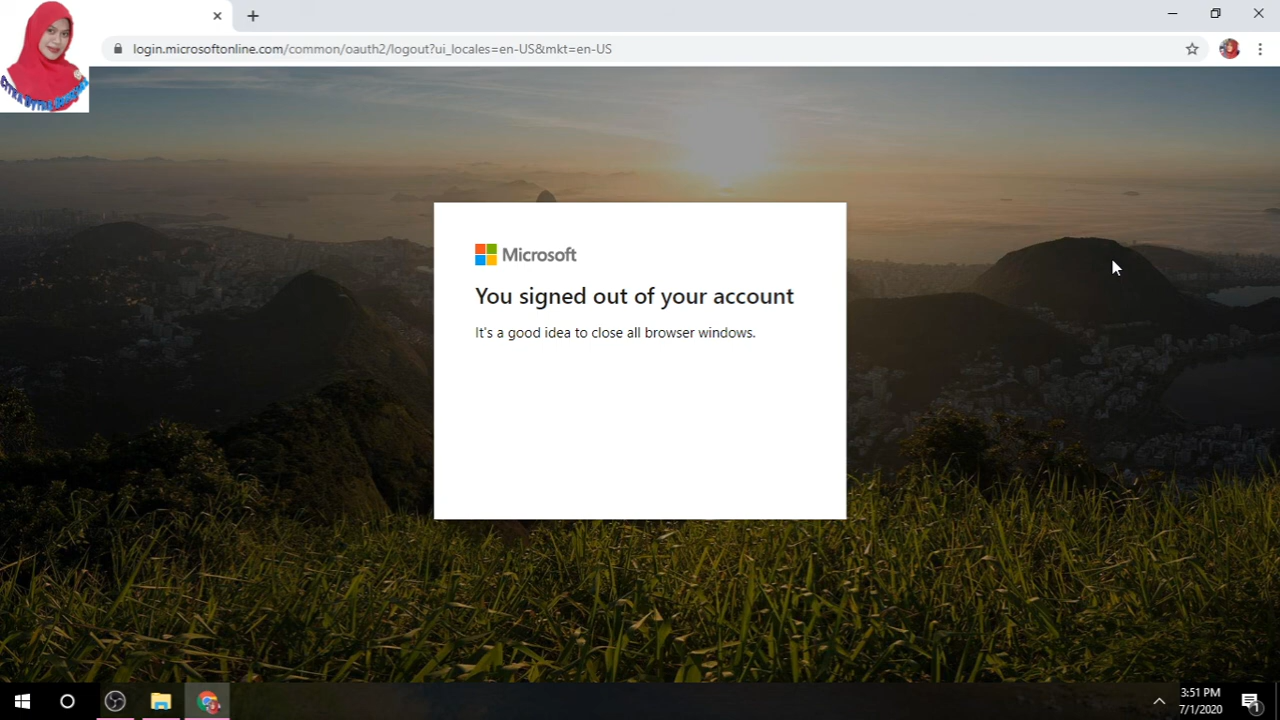 login.microsoftonline.com/common/oauth2/logout?ui_locales=en-US&mkt=en-US
Microsoft
You signed out of your account
It's a good idea to close all browser windows.
3:51 PM
7/1/2020
1